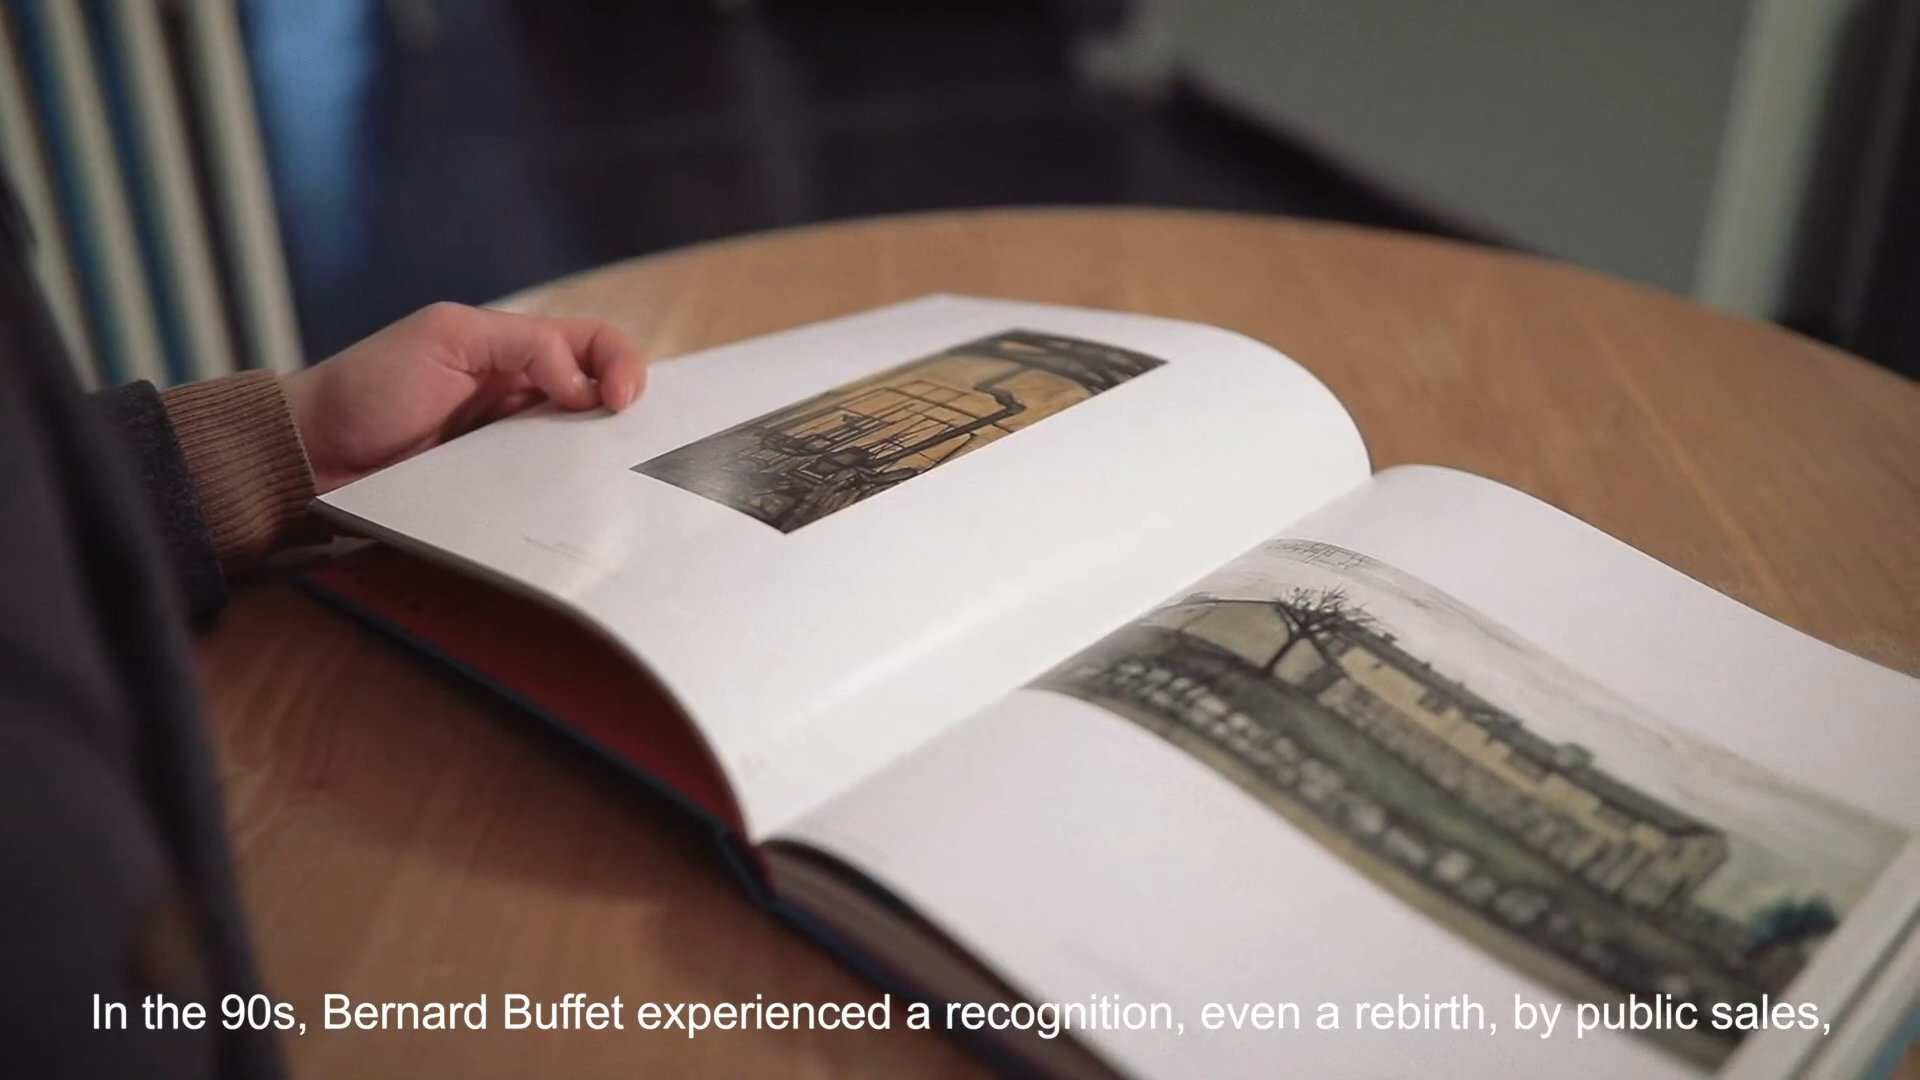 In the 90s, Bernard Buffet experienced a recognition, even a rebirth, by public sales,